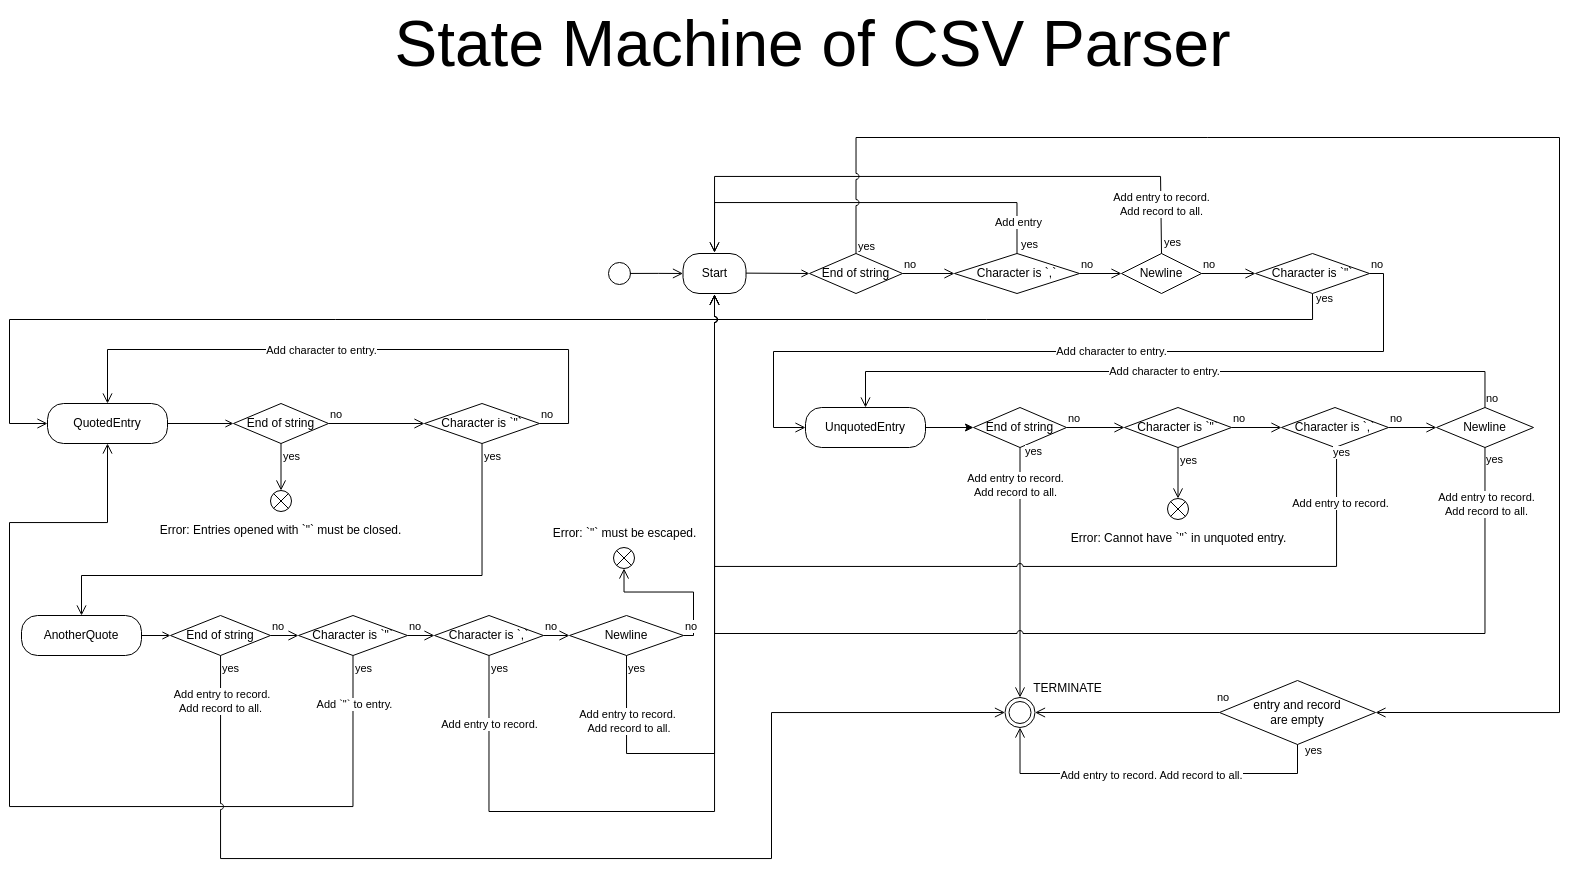 State Machine of CSV Parser
Add entry to record.
Add record to all.
Add entry
yes
yes
yes
Start
End of string
no
Character is `,`
no
Newline
no
Character is `"`
no
yes
Add character to entry.
Add character to entry.
Add character to entry.
QuotedEntry
End of string
no
Character is `"`
no
yes
yes
Error: Entries opened with `"` must be closed.
UnquotedEntry
End of string
no
Character is `"`
no
Character is `,`
no
Newline
no
yes
yes
yes
yes
Add entry to record.
Add record to all.
Add entry to record.
Add entry to record.
Add record to all.
Error: Cannot have `"` in unquoted entry.
Error: `"` must be escaped.
AnotherQuote
End of string
no
Character is `"`
no
Character is `,`
no
Newline
no
yes
yes
yes
yes
Add entry to record.
Add record to all.
Add `"` to entry.
Add entry to record.
Add entry to record.
Add record to all.
TERMINATE
no
entry and record
are empty
yes
Add entry to record. Add record to all.